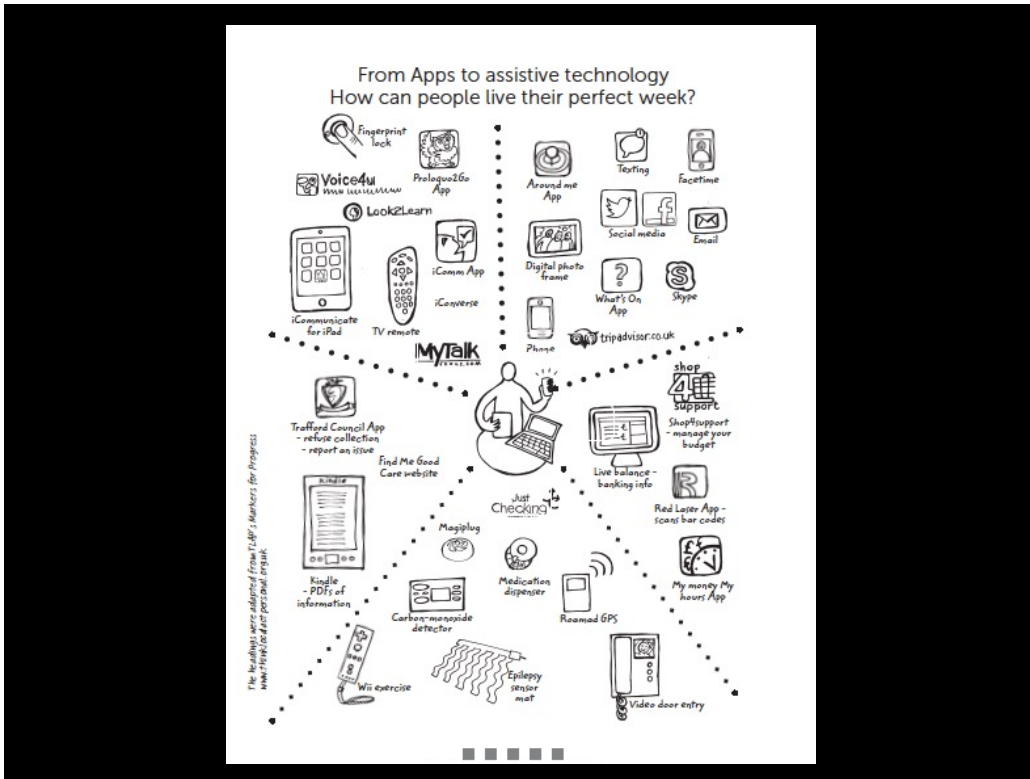 From Apps to assistive technology
How can people live their perfect week?
Fingerprint
lock
Proloquo2Go
App
Voice4u
Look2Learn
iComm App
iConverse
iCommunicate
for iPad
TV remote
MyTalk
Around me
App
Texting
Facetime
Social media
Email
Digital photo
frame
What's On
App
Skype
Phone
tripadvisor.co.uk
Trafford Council App
- refuse collection
- report an issue
Find Me Good
Care website
kindle
Kindle
- PDFs of
information
shop
4
support
Shop4support
- manage your
budget
Live balance -
banking info
Red Laser App -
scans bar codes
My money My
hours App
Just
Checking
Magiplug
Medication
dispenser
Carbon-monoxide
detector
Roamad GPS
Wii exercise
Epilepsy
sensor
mat
Video door entry
The headings were adapted from TLAP's Markers for Progress
www.thinklocalactpersonal.org.uk